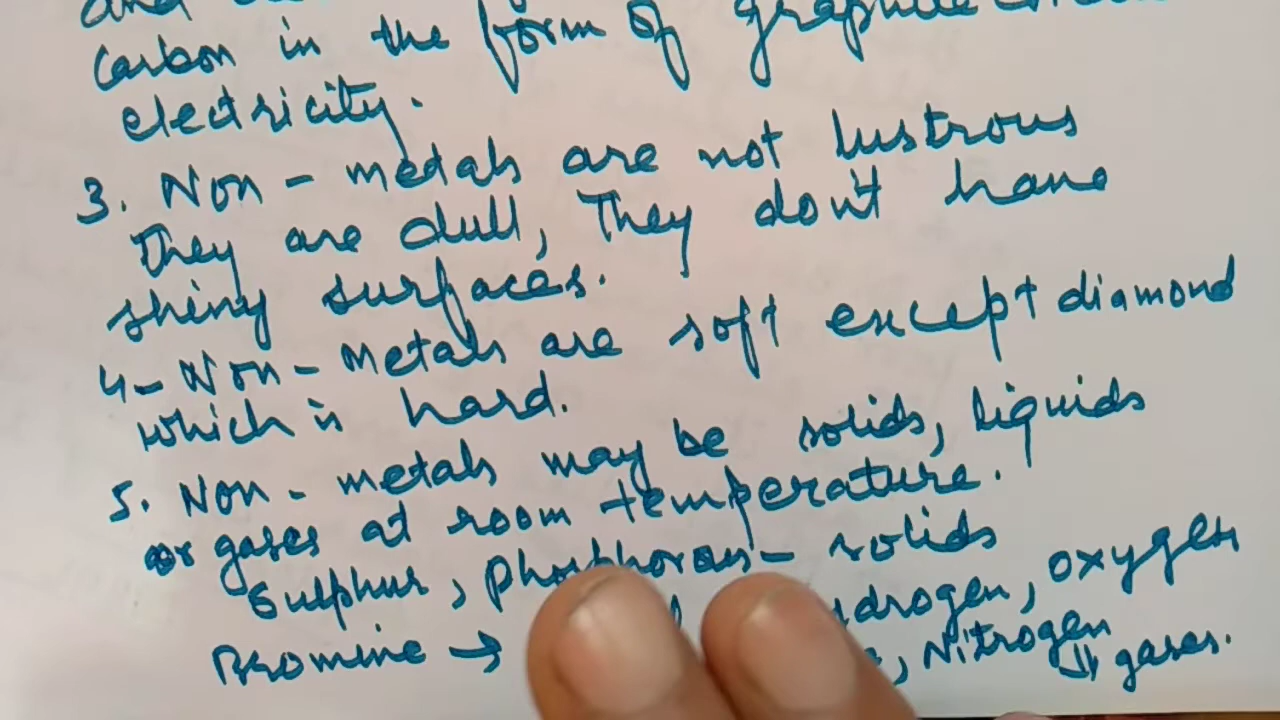 carbon in the form of graphite
electricity.
3. Non-metals are not lustrous
They are dull, They don't have
shiny surfaces.
4- Non-Metals are soft except diamond
which is hard.
5. Non-metals may be solids, liquids
or gases at room temperature.
Sulphur, phosphorous - solids
Bromine → oxygen
, Nitrogen ⇓ gases.